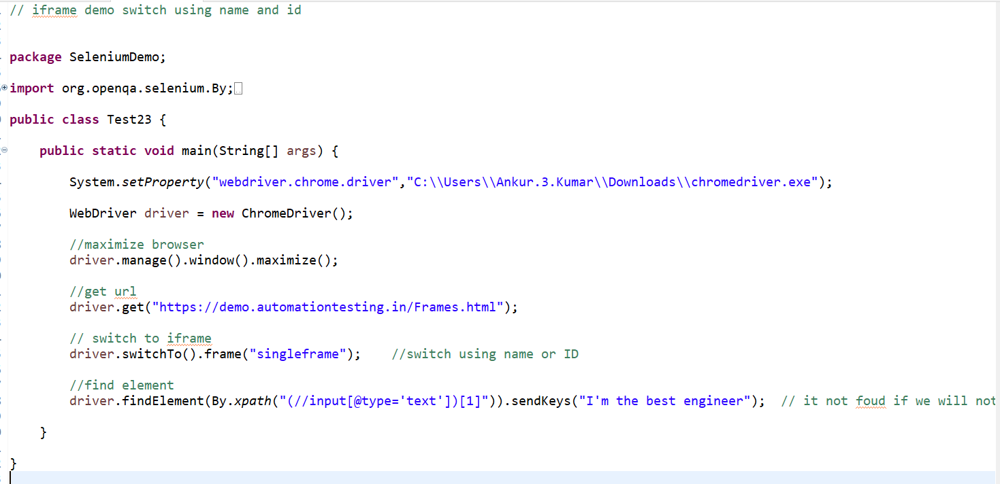 // iframe demo switch using name and id
package SeleniumDemo;
import org.openqa.selenium.By;
public class Test23 {
public static void main(String[] args) {
System.setProperty("webdriver.chrome.driver","C:\\Users\\Ankur.3.Kumar\\Downloads\\chromedriver.exe");
WebDriver driver = new ChromeDriver();
//maximize browser
driver.manage().window().maximize();
//get url
driver.get("https://demo.automationtesting.in/Frames.html");
// switch to iframe
driver.switchTo().frame("singleframe");    //switch using name or ID
//find element
driver.findElement(By.xpath("(//input[@type='text'])[1]")).sendKeys("I'm the best engineer");  // it not foud if we will not
}
}